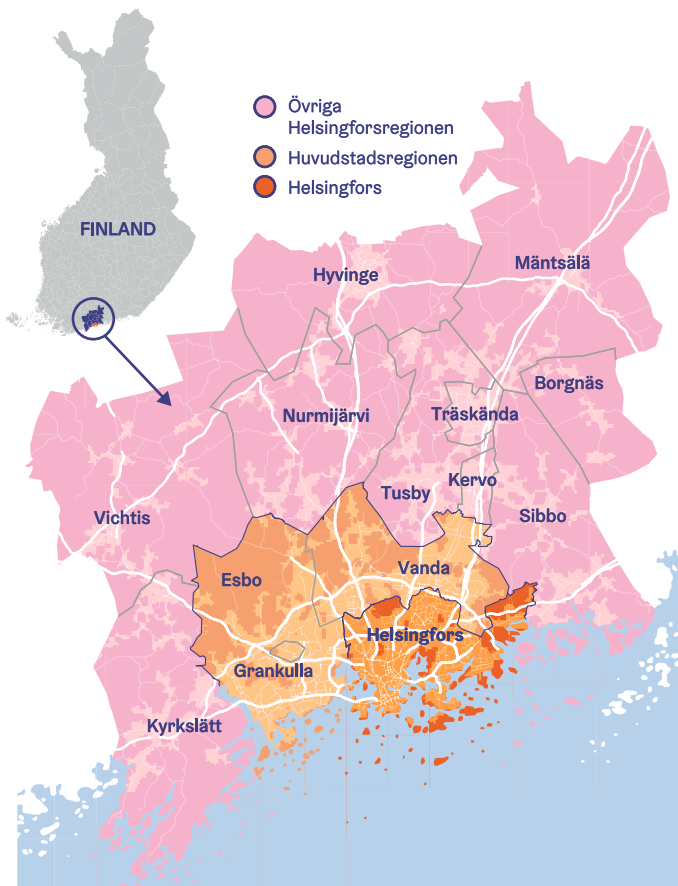 Övriga
Helsingforsregionen
Huvudstadsregionen
Helsingfors
FINLAND
Hyvinge
Mäntsälä
Borgnäs
Nurmijärvi
Träskända
Kervo
Tusby
Vichtis
Sibbo
Esbo
Vanda
Helsingfors
Grankulla
Kyrkslätt